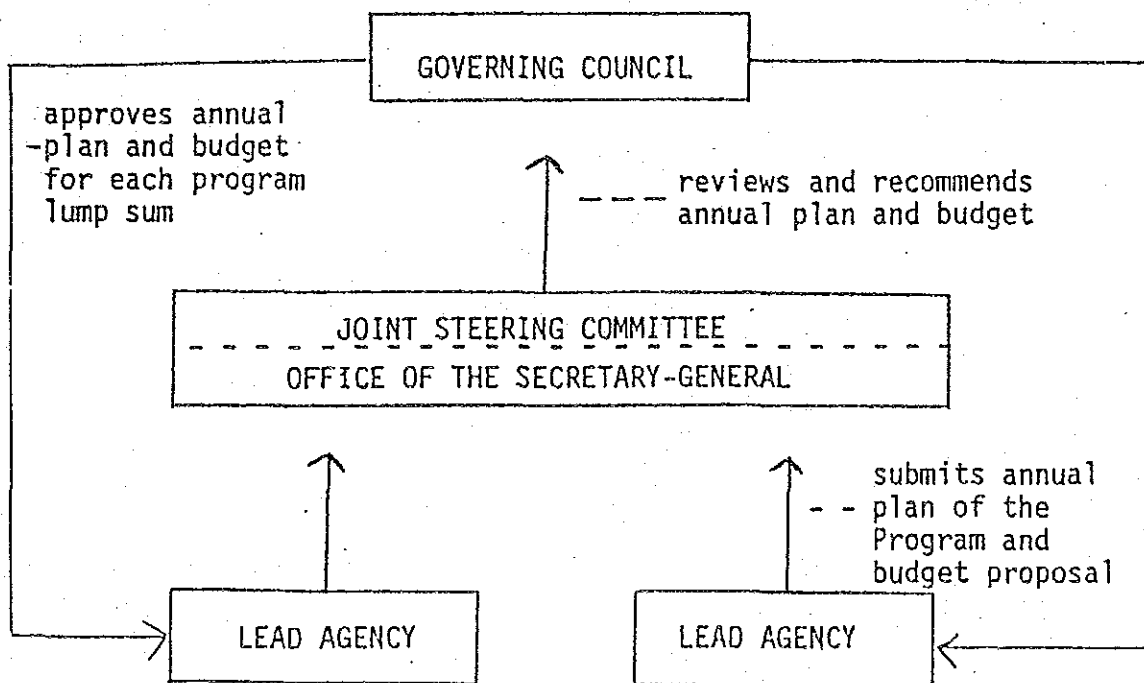 GOVERNING COUNCIL
approves annual
-plan and budget
for each program
lump sum
reviews and recommends
annual plan and budget
JOINT STEERING COMMITTEE
OFFICE OF THE SECRETARY-GENERAL
submits annual
plan of the
Program and
budget proposal
LEAD AGENCY
LEAD AGENCY